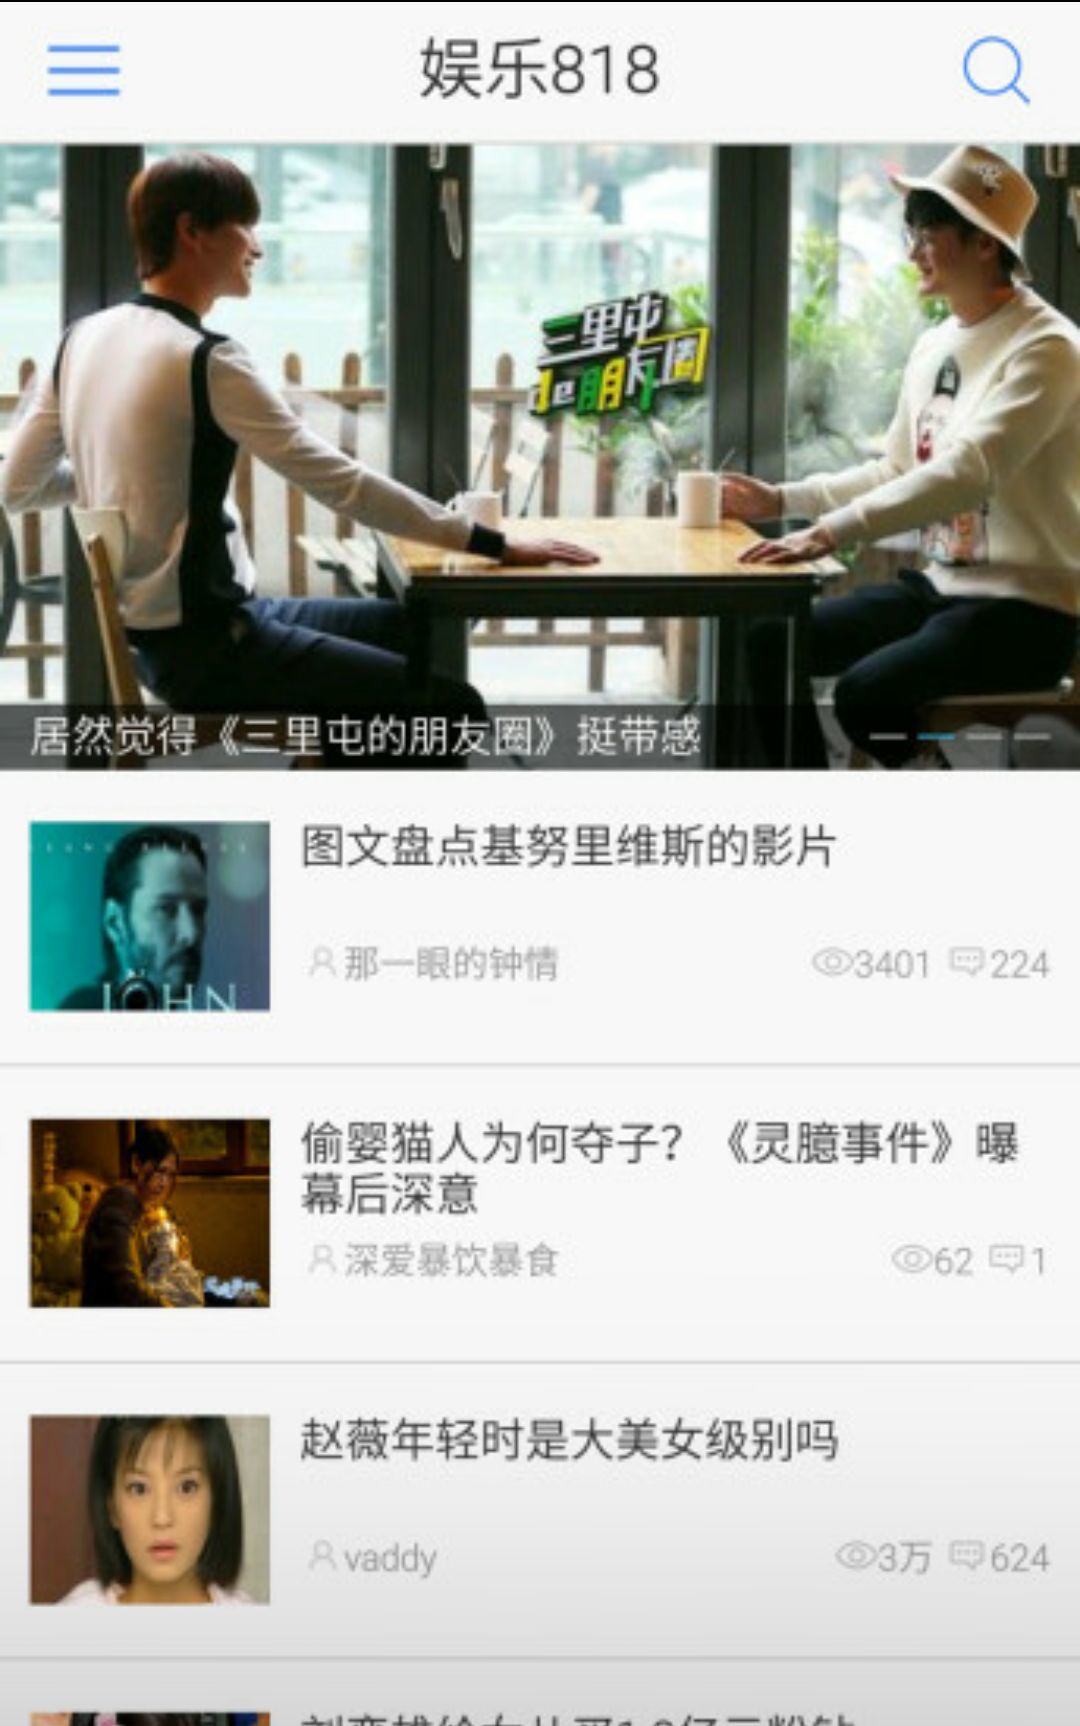 娱乐818
三里屯
的朋友圈
居然觉得《三里屯的朋友圈》挺带感
图文盘点基努里维斯的影片
JOHN
那一眼的钟情 3401 224
偷婴猫人为何夺子？《灵臆事件》曝
幕后深意
深爱暴饮暴食 62 1
赵薇年轻时是大美女级别吗
vaddy 3万 624